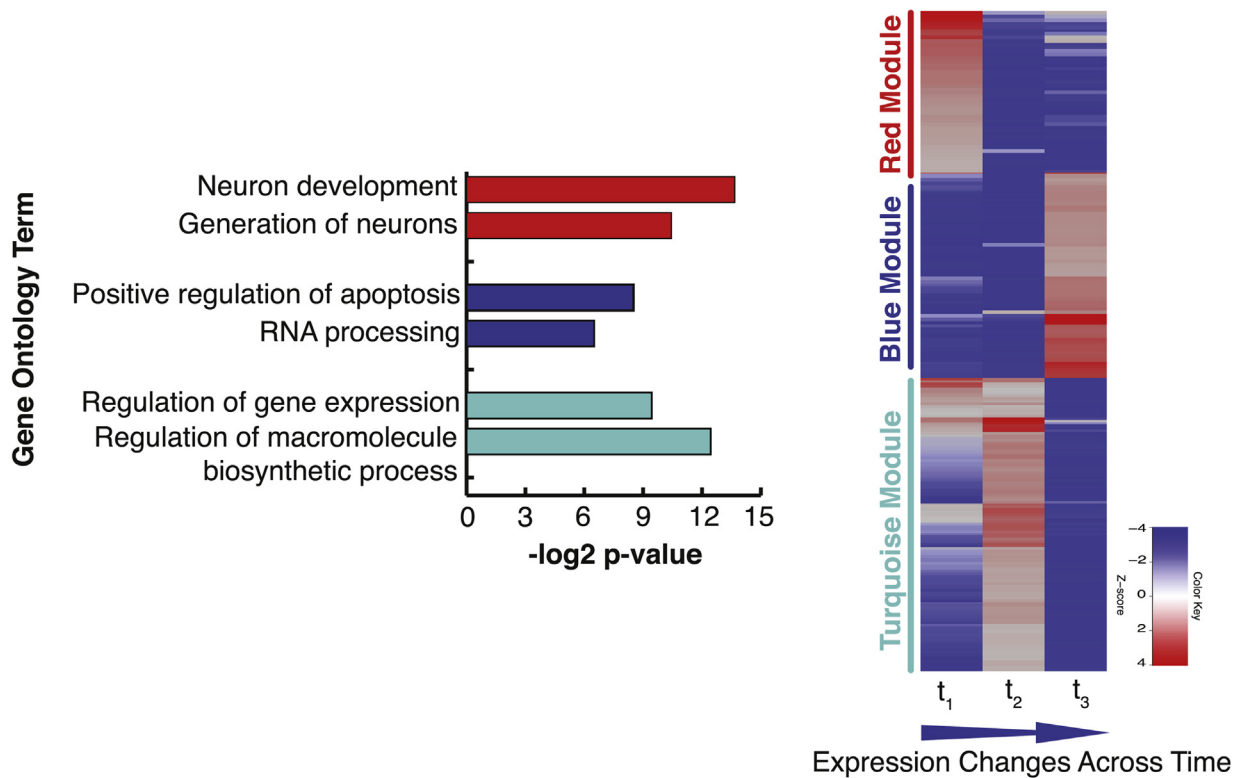 Gene Ontology Term
Neuron development
Generation of neurons
Positive regulation of apoptosis
RNA processing
Regulation of gene expression
Regulation of macromolecule
biosynthetic process
0 3 6 9 12 15
-log2 p-value
Red Module
Blue Module
Turquoise Module
−4
−2
0
2
4
Z−score
Color Key
t1 t2 t3
Expression Changes Across Time